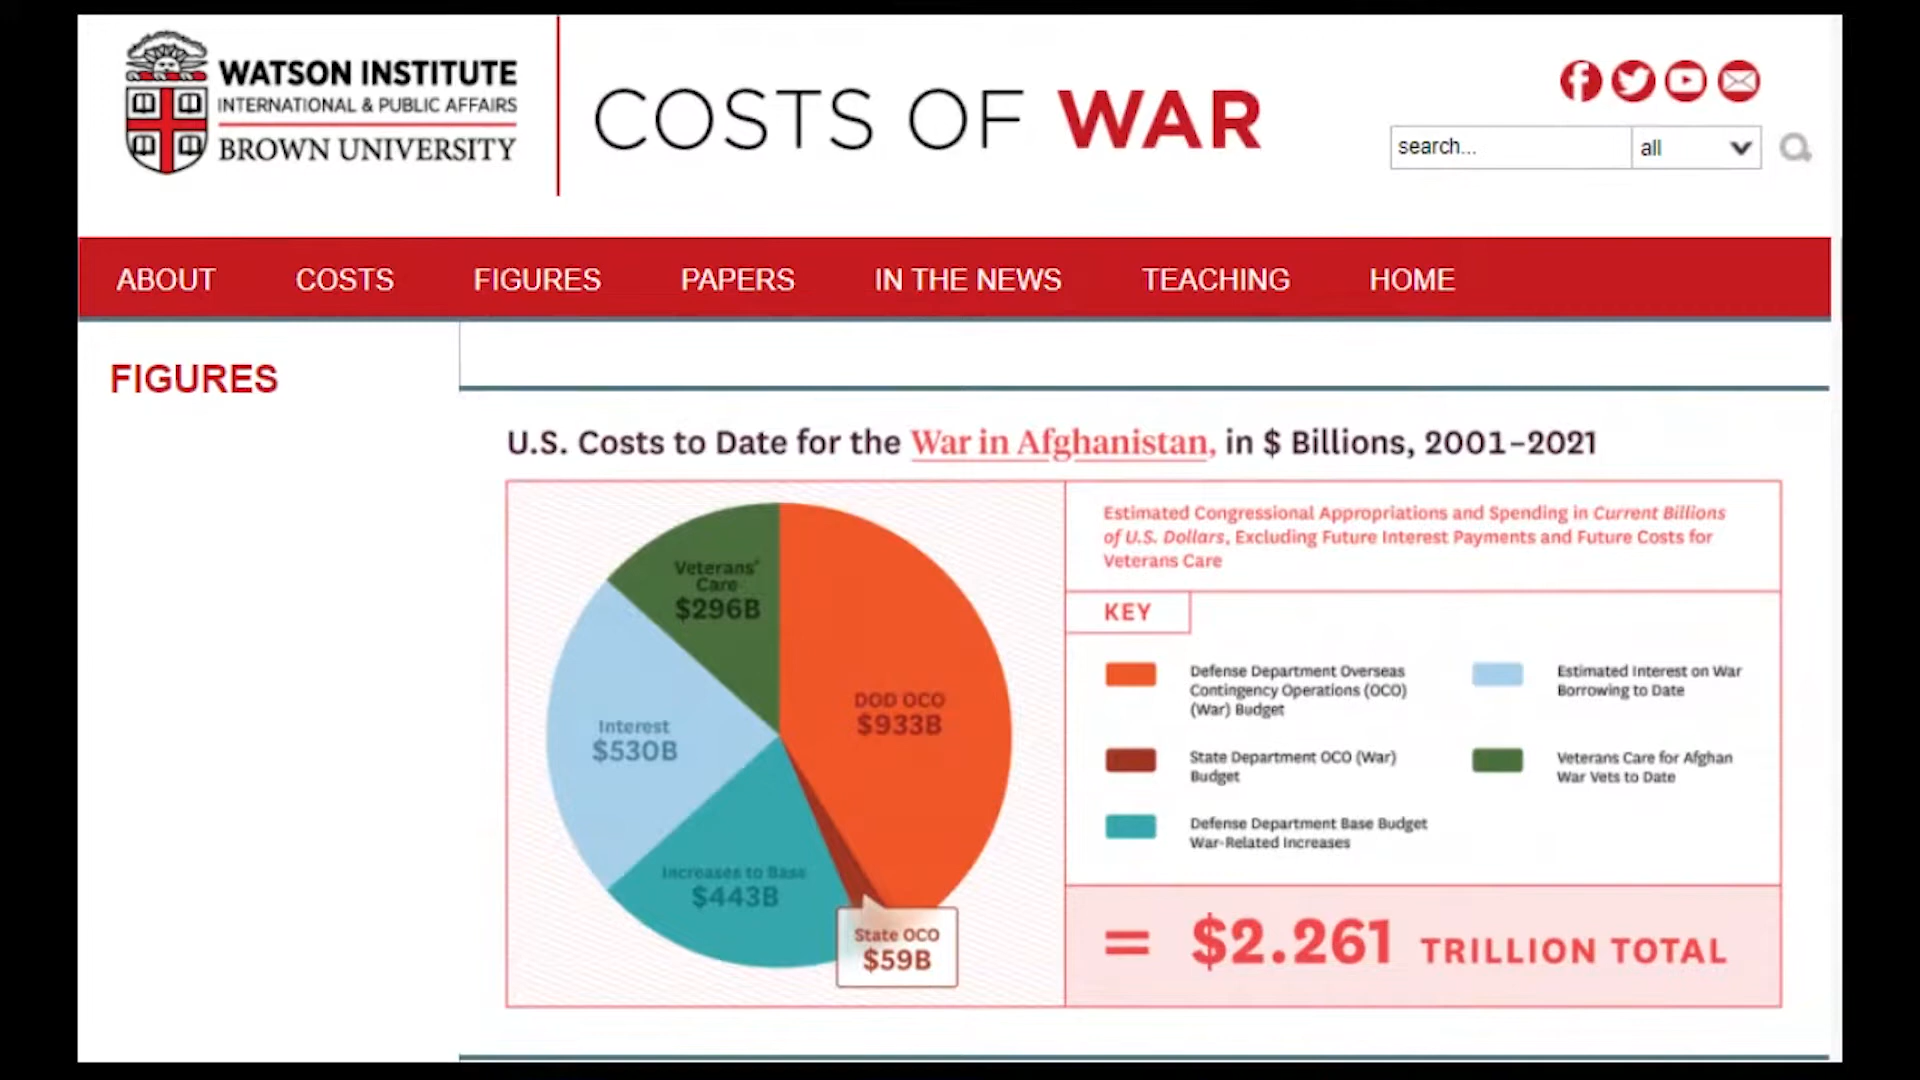 WATSON INSTITUTE
INTERNATIONAL & PUBLIC AFFAIRS
BROWN UNIVERSITY
COSTS OF WAR
search...
all
ABOUT COSTS FIGURES PAPERS IN THE NEWS TEACHING HOME
FIGURES
U.S. Costs to Date for the War in Afghanistan, in $ Billions, 2001–2021
Veterans'
Care
$296B
DOD OCO
$933B
Interest
$530B
Increases to Base
$443B
State OCO
$59B
Estimated Congressional Appropriations and Spending in Current Billions
of U.S. Dollars, Excluding Future Interest Payments and Future Costs for
Veterans Care
KEY
Defense Department Overseas
Contingency Operations (OCO)
(War) Budget
State Department OCO (War)
Budget
Defense Department Base Budget
War-Related Increases
Estimated Interest on War
Borrowing to Date
Veterans Care for Afghan
War Vets to Date
= $2.261 TRILLION TOTAL